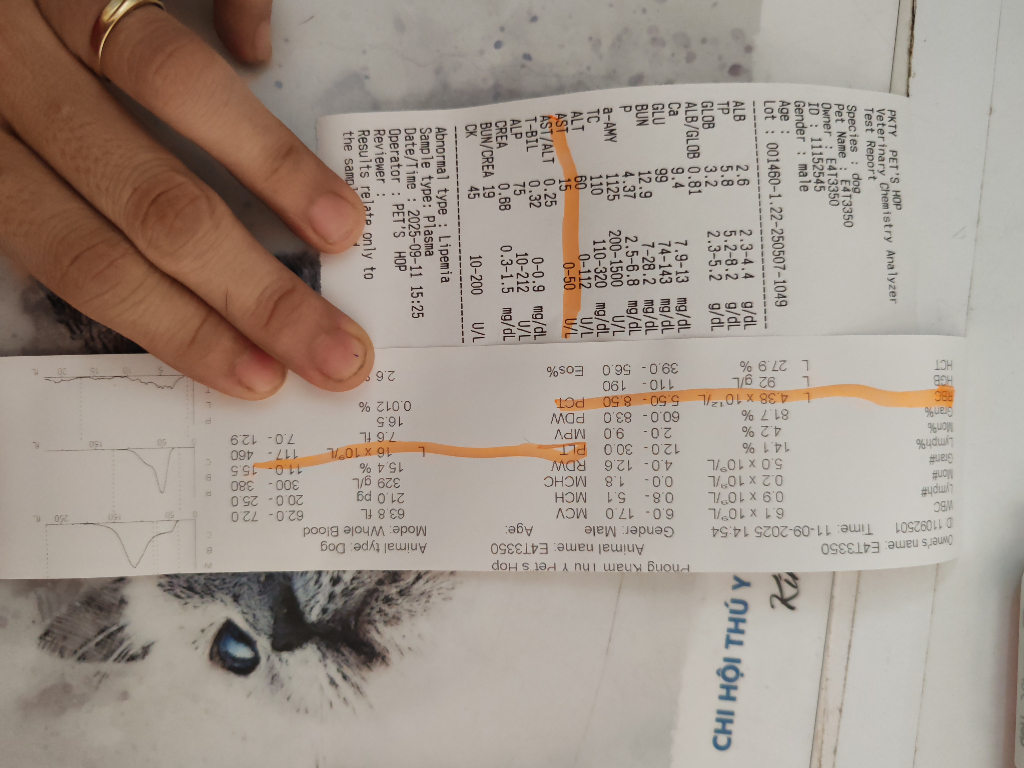 PKTY PET'S HOP
Veterinary Chemistry Analyzer
Test Report
Species : dog
Pet Name : E4T3350
Owner : E4T3350
ID : 11152545
Gender : male
Age :
Lot : 001460-1.22-250507-1049
ALB 2.6 2.3-4.4 g/dL
TP 5.8 5.2-8.2 g/dL
GLOB 3.2 2.3-5.2 g/dL
ALB/GLOB 0.81
Ca 9.4 7.9-13 mg/dL
GLU 99 74-143 mg/dL
BUN 12.9 7-28.2 mg/dL
P 4.37 2.5-6.8 mg/dL
a-AMY 1125 200-1500 U/L
TC 110 110-320 mg/dL
ALT 60 0-112 U/L
AST 15 0-50 U/L
AST/ALT 0.25
T-BIL 0.32 0-0.9 mg/dL
ALP 75 10-212 U/L
CREA 0.68 0.3-1.5 mg/dL
BUN/CREA 19
CK 45 10-200 U/L
Abnormal type : Lipemia
Sample type: Plasma
Date/Time : 2025-09-11 15:25
Operator : PET'S HOP
Reviewer :
Results relate only to
the sample
Phòng Khám Thú Y Pet's Hop
Owner's name: E4T3350 Animal name: E4T3350 Animal type: Dog
ID 11092501 Time: 11-09-2025 14:54 Gender: Male Age: Mode: Whole Blood
WBC 6.1 x 10⁹/L 6.0 - 17.0 MCV 63.8 fL 62.0 - 72.0
Lymph# 0.9 x 10⁹/L 0.8 - 5.1 MCH 21.0 pg 20.0 - 25.0
Mon# 0.2 x 10⁹/L 0.0 - 1.8 MCHC 329 g/L 300 - 380
Gran# 5.0 x 10⁹/L 4.0 - 12.6 RDW 15.4 % 11.0 - 15.5
Lymph% 14.1 % 12.0 - 30.0 PLT L 16 x 10⁹/L 117 - 460
Mon% 4.2 % 2.0 - 9.0 MPV 7.6 fL 7.0 - 12.9
Gran% 81.7 % 60.0 - 83.0 PDW 16.5
RBC L 4.38 x 10¹²/L 5.50 - 8.50 PCT 0.012 %
HGB L 92 g/L 110 - 190
HCT L 27.9 % 39.0 - 56.0 Eos% 2.6
CHI HỘI THÚ Y